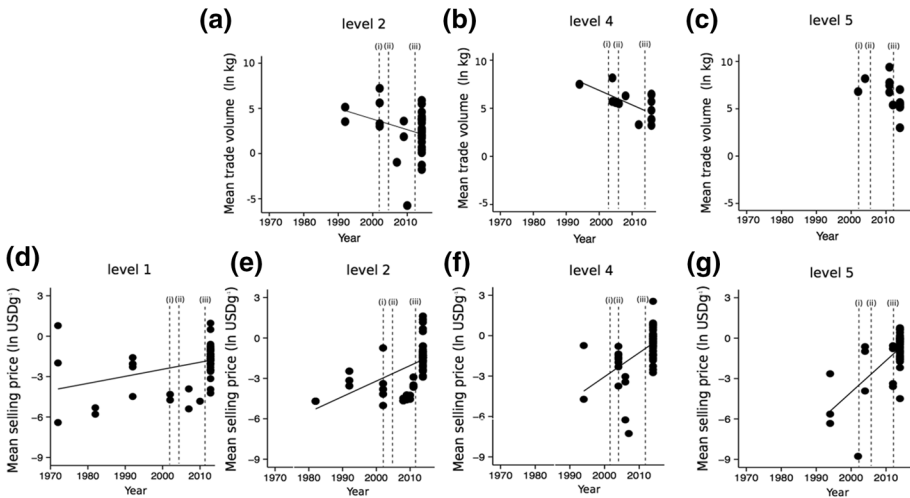 (a) level 2
(b) level 4
(c) level 5
(i) (ii) (iii)
(i) (ii) (iii)
(i) (ii) (iii)
Mean trade volume (ln kg)
10
5
0
-5
1970 1980 1990 2000 2010
Year
Mean trade volume (ln kg)
10
5
0
-5
1970 1980 1990 2000 2010
Year
Mean trade volume (ln kg)
10
5
0
-5
1970 1980 1990 2000 2010
Year
(d) level 1
(e) level 2
(f) level 4
(g) level 5
(i) (ii) (iii)
(i) (ii) (iii)
(i) (ii) (iii)
(i) (ii) (iii)
Mean selling price (ln USDg⁻¹)
3
0
−3
−6
−9
1970 1980 1990 2000 2010
Year
Mean selling price (ln USDg⁻¹)
3
0
−3
−6
−9
1970 1980 1990 2000 2010
Year
Mean selling price (ln USDg⁻¹)
3
0
−3
−6
−9
1970 1980 1990 2000 2010
Year
Mean selling price (ln USDg⁻¹)
3
0
−3
−6
−9
1970 1980 1990 2000 2010
Year